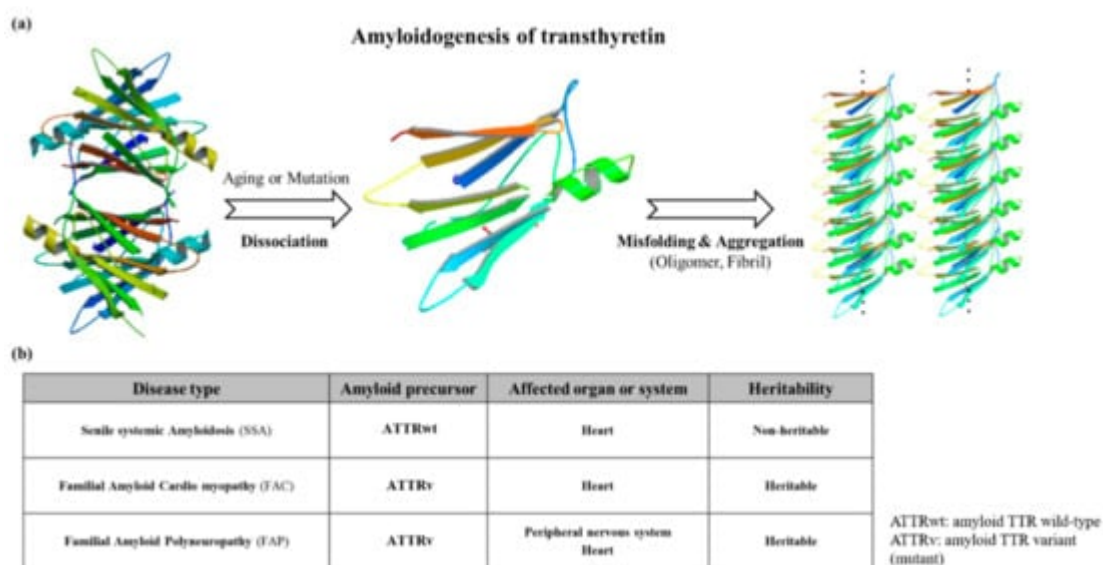 (a)
Amyloidogenesis of transthyretin
Aging or Mutation
Dissociation
Misfolding & Aggregation
(Oligomer, Fibril)
(b)
Disease type Amyloid precursor Affected organ or system Heritability
Senile systemic Amyloidosis (SSA) ATTRwt Heart Non-heritable
Familial Amyloid Cardio myopathy (FAC) ATTRv Heart Heritable
Familial Amyloid Polyneuropathy (FAP) ATTRv Peripheral nervous system Heritable
Heart
ATTRwt: amyloid TTR wild-type
ATTRv: amyloid TTR variant
(mutant)